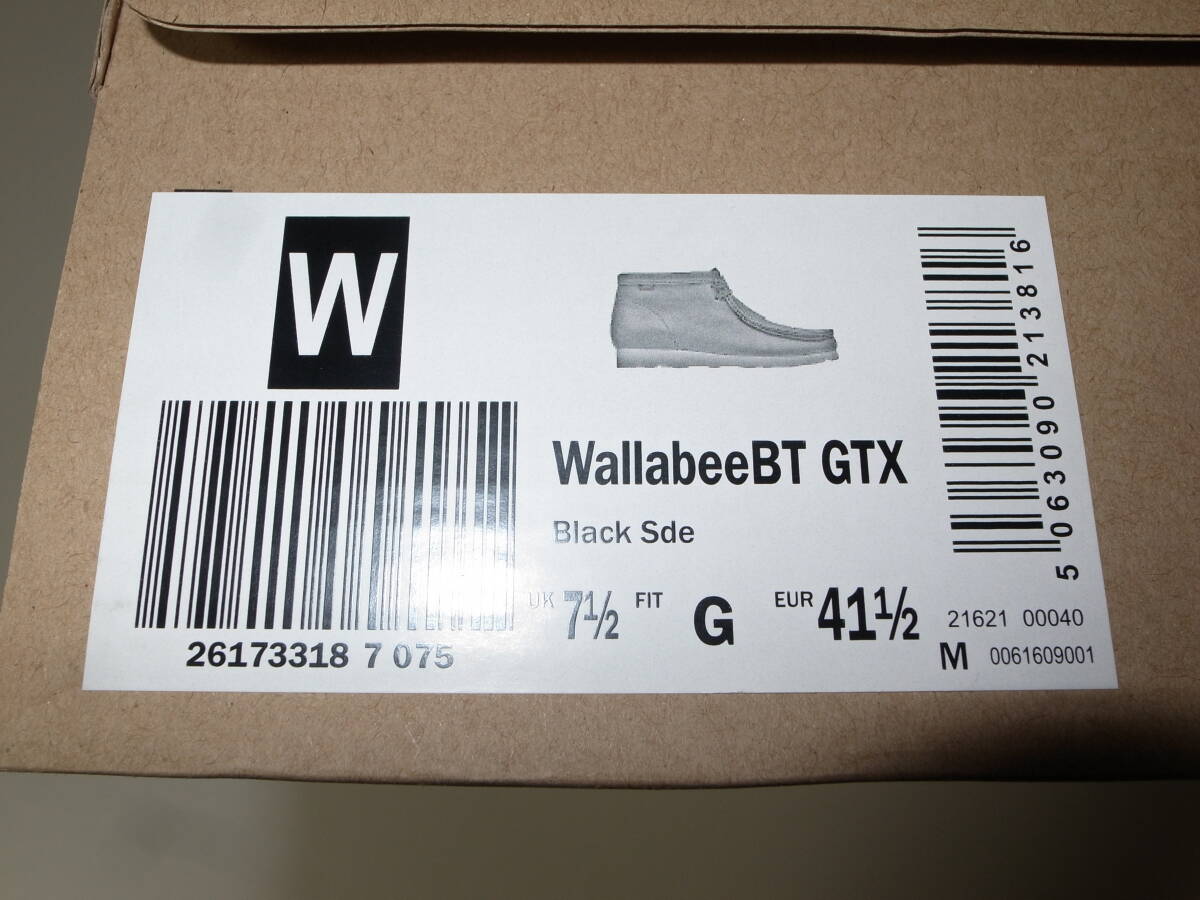 W
WallabeeBT GTX
Black Sde
UK 7½ FIT G EUR 41½
26173318 7 075
5 063090 213816
21621 00040
M 0061609001